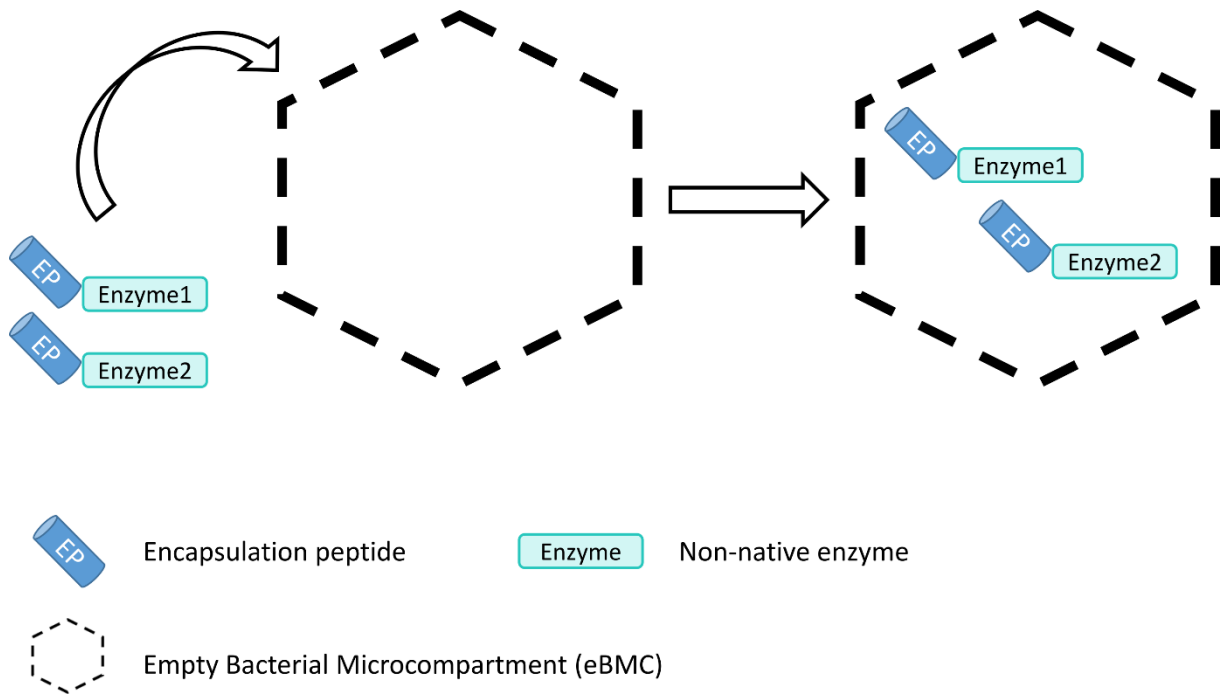 EP
Enzyme1
EP
Enzyme2
EP
Enzyme1
EP
Enzyme2
EP
Encapsulation peptide
Enzyme
Non-native enzyme
Empty Bacterial Microcompartment (eBMC)